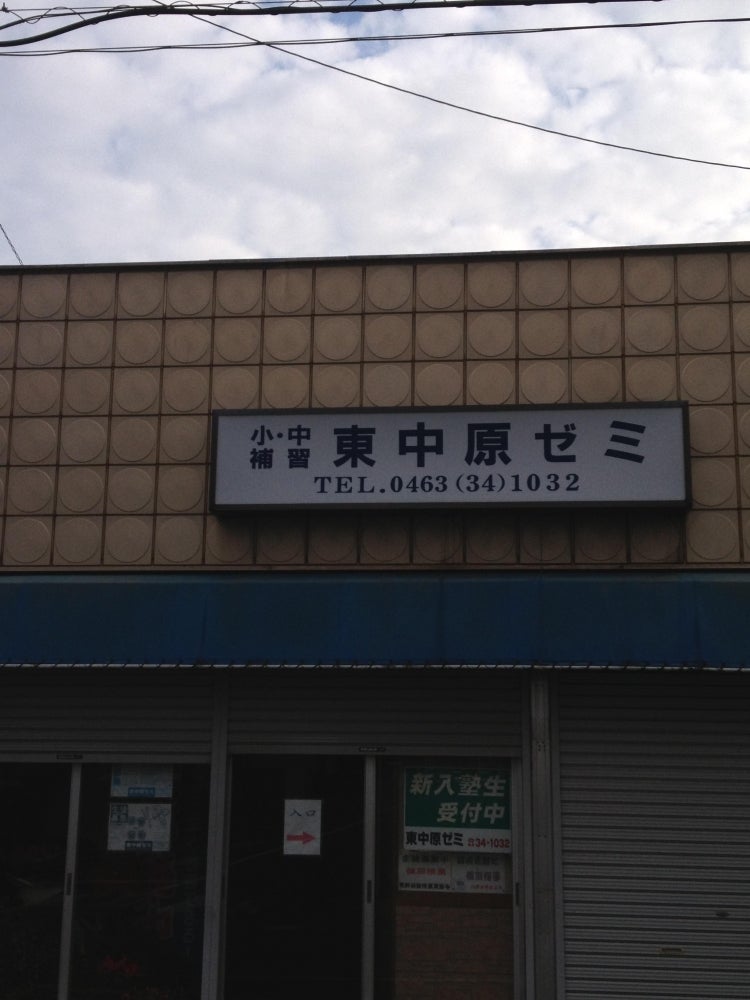 小・中
補習
東中原ゼミ
TEL.0463(34)1032
入口
新入塾生
受付中
東中原ゼミ ☎34-1032